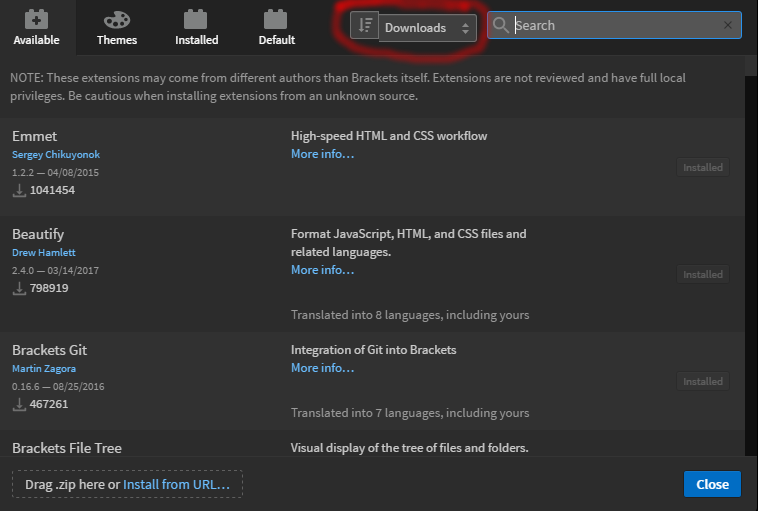 Available
Themes
Installed
Default
Downloads
Search
NOTE: These extensions may come from different authors than Brackets itself. Extensions are not reviewed and have full local
privileges. Be cautious when installing extensions from an unknown source.
Emmet
Sergey Chikuyonok
1.2.2 — 04/08/2015
1041454
High-speed HTML and CSS workflow
More info…
Installed
Beautify
Drew Hamlett
2.4.0 — 03/14/2017
798919
Format JavaScript, HTML, and CSS files and
related languages.
More info…
Translated into 8 languages, including yours
Installed
Brackets Git
Martin Zagora
0.16.6 — 08/25/2016
467261
Integration of Git into Brackets
More info…
Translated into 7 languages, including yours
Installed
Brackets File Tree
Visual display of the tree of files and folders.
Drag .zip here or Install from URL…
Close